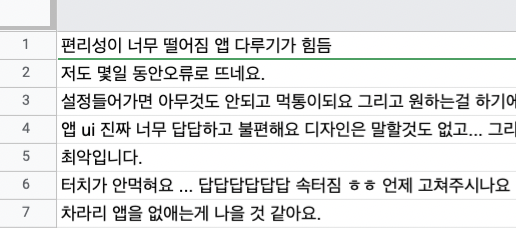 1 편리성이 너무 떨어짐 앱 다루기가 힘듬
2 저도 몇일 동안오류로 뜨네요.
3 설정들어가면 아무것도 안되고 먹통이되요 그리고 원하는걸 하기에
4 앱 ui 진짜 너무 답답하고 불편해요 디자인은 말할것도 없고... 그리
5 최악입니다.
6 터치가 안먹혀요 ... 답답답답답답 속터짐 ㅎㅎ 언제 고쳐주시나요
7 차라리 앱을 없애는게 나을 것 같아요.